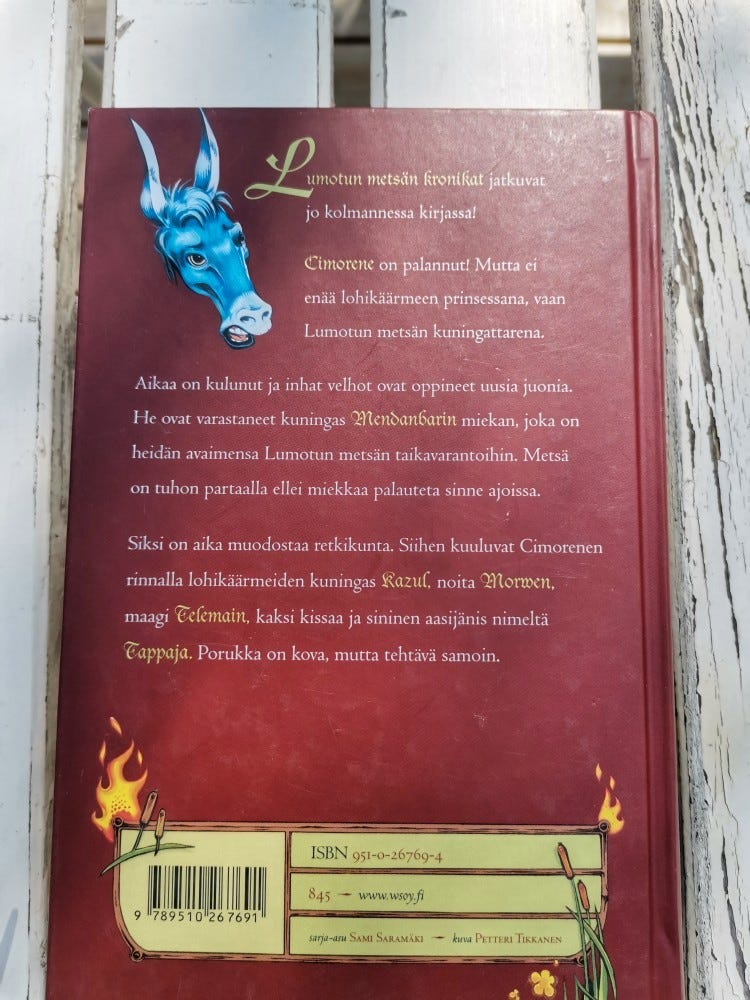 Lumotun metsän kronikat jatkuvat
jo kolmannessa kirjassa!
Cimorene on palannut! Mutta ei
enää lohikäärmeen prinsessana, vaan
Lumotun metsän kuningattarena.
Aikaa on kulunut ja inhat velhot ovat oppineet uusia juonia.
He ovat varastaneet kuningas Mendanbarin miekan, joka on
heidän avaimensa Lumotun metsän taikavarantoihin. Metsä
on tuhon partaalla ellei miekkaa palauteta sinne ajoissa.
Siksi on aika muodostaa retkikunta. Siihen kuuluvat Cimorenen
rinnalla lohikäärmeiden kuningas Kazul, noita Morwen,
maagi Telemain, kaksi kissaa ja sininen aasijänis nimeltä
Tappaja. Porukka on kova, mutta tehtävä samoin.
ISBN 951-0-26769-4
845 — www.wsoy.fi
9 789510 267691
sarja-asu SAMI SARAMÄKI — kuva PETTERI TIKKANEN